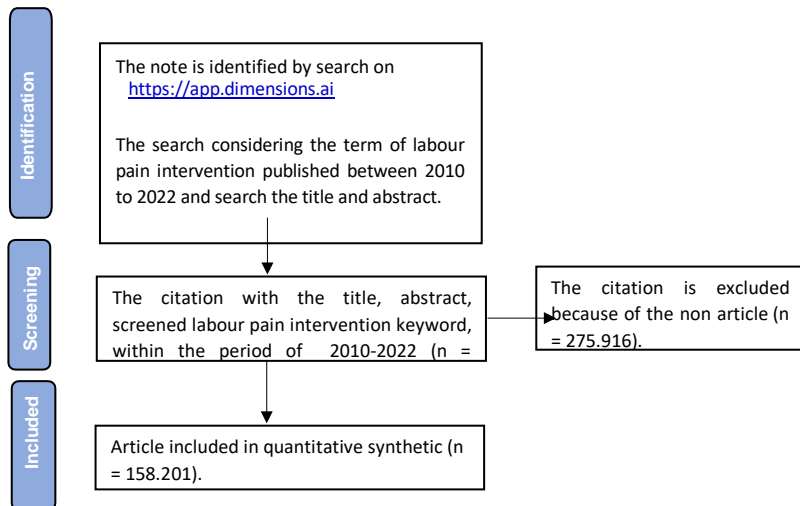 Identification
The note is identified by search on
https://app.dimensions.ai
The search considering the term of labour
pain intervention published between 2010
to 2022 and search the title and abstract.
Screening
The citation with the title, abstract,
screened labour pain intervention keyword,
within the period of 2010-2022 (n =
The citation is excluded
because of the non article (n
= 275.916).
Included
Article included in quantitative synthetic (n
= 158.201).